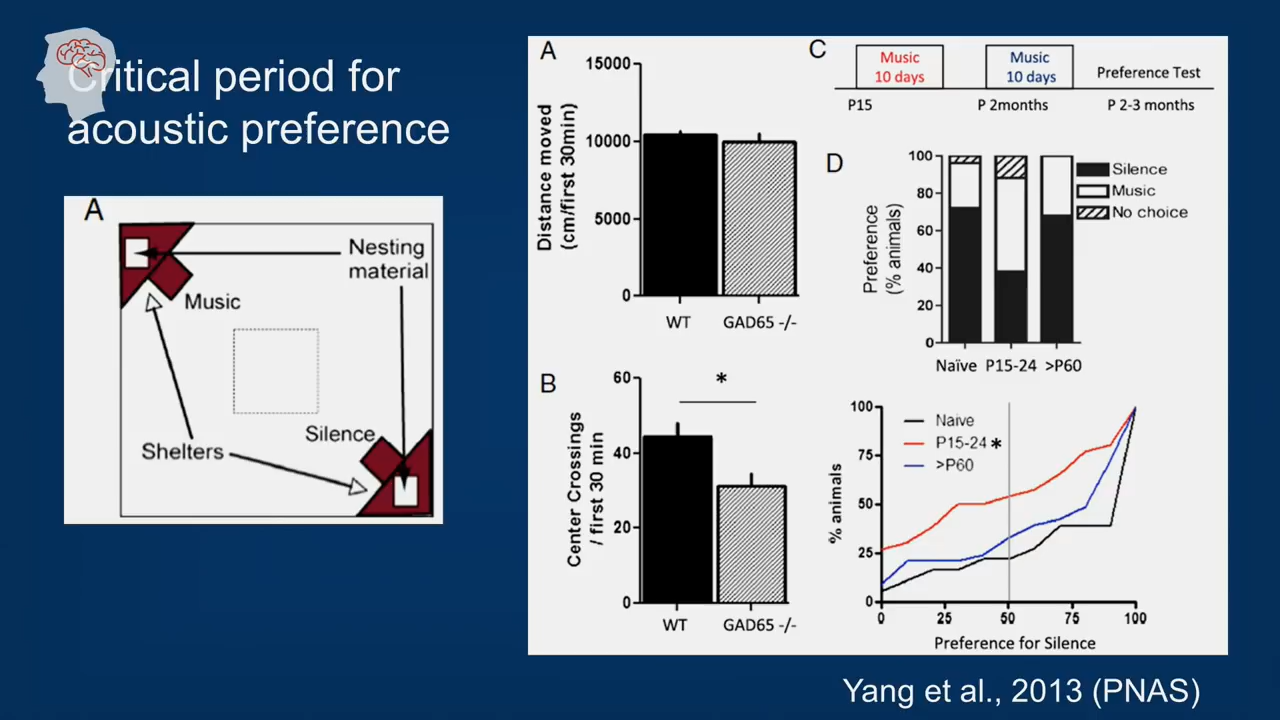 Critical period for
acoustic preference
A
Nesting
material
Music
Silence
Shelters
A
15000
10000
5000
0
Distance moved
(cm/first 30min)
WT
GAD65 -/-
B
60
40
20
0
Center Crossings
/ first 30 min
*
WT
GAD65 -/-
C
Music
10 days
Music
10 days
Preference Test
P15
P 2months
P 2-3 months
D
100
80
60
40
20
0
Preference
(% animals)
Silence
Music
No choice
Naïve
P15-24
>P60
100
75
50
25
0
% animals
Naive
P15-24 *
>P60
0
25
50
75
100
Preference for Silence
Yang et al., 2013 (PNAS)